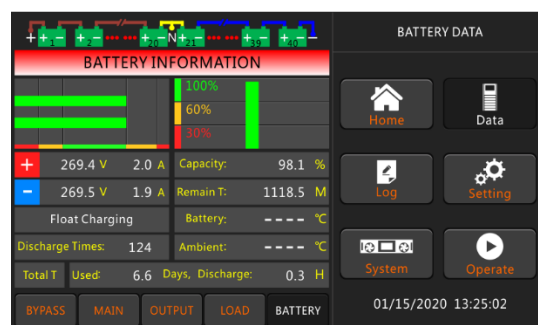 + + - + - + - N + - + - + - -
1 2 20 21 39 40
BATTERY INFORMATION
100%
60%
30%
+ 269.4 V 2.0 A Capacity: 98.1 %
- 269.5 V 1.9 A Remain T: 1118.5 M
Float Charging Battery: ---- ℃
Discharge Times: 124 Ambient: ---- ℃
Total T Used: 6.6 Days, Discharge: 0.3 H
BYPASS MAIN OUTPUT LOAD BATTERY
BATTERY DATA
Home Data
Log Setting
System Operate
01/15/2020 13:25:02